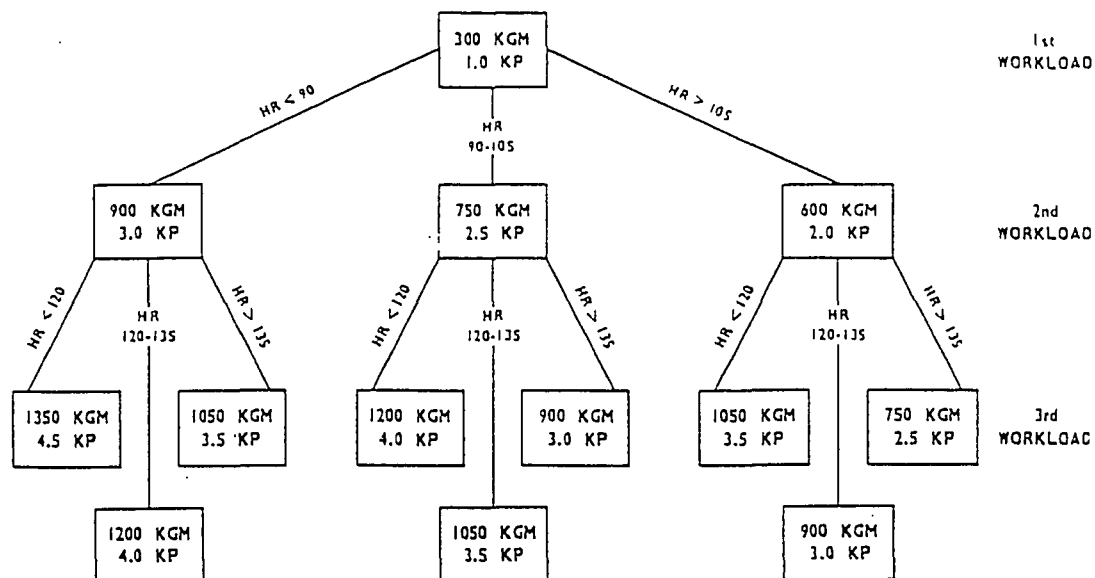 300 KGM
1.0 KP
1st
WORKLOAD
HR < 90
HR
90-105
HR > 105
900 KGM
3.0 KP
750 KGM
2.5 KP
600 KGM
2.0 KP
2nd
WORKLOAD
HR < 120
HR
120-135
HR > 135
HR < 120
HR
120-135
HR > 135
HR < 120
HR
120-135
HR > 135
1350 KGM
4.5 KP
1050 KGM
3.5 KP
1200 KGM
4.0 KP
900 KGM
3.0 KP
1050 KGM
3.5 KP
750 KGM
2.5 KP
3rd
WORKLOAD
1200 KGM
4.0 KP
1050 KGM
3.5 KP
900 KGM
3.0 KP